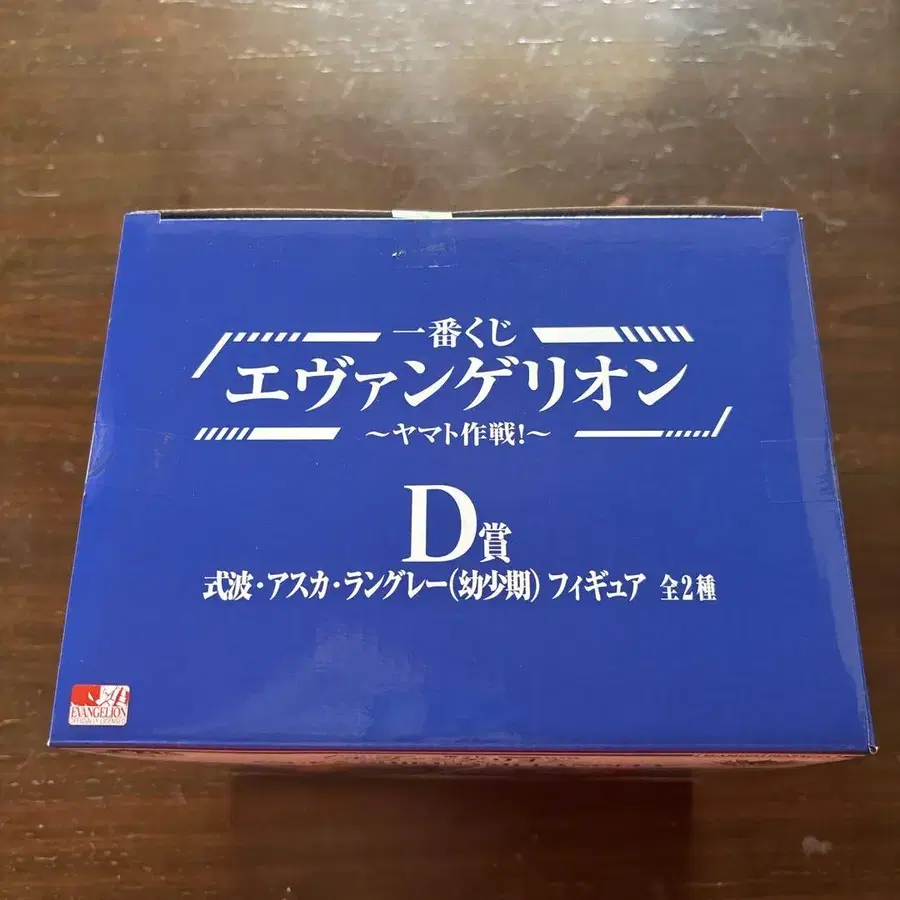 一番くじ
エヴァンゲリオン
～ヤマト作戦！～
D賞
式波・アスカ・ラングレー（幼少期）フィギュア 全2種
EVANGELION
OFFICIALLY LICENSED